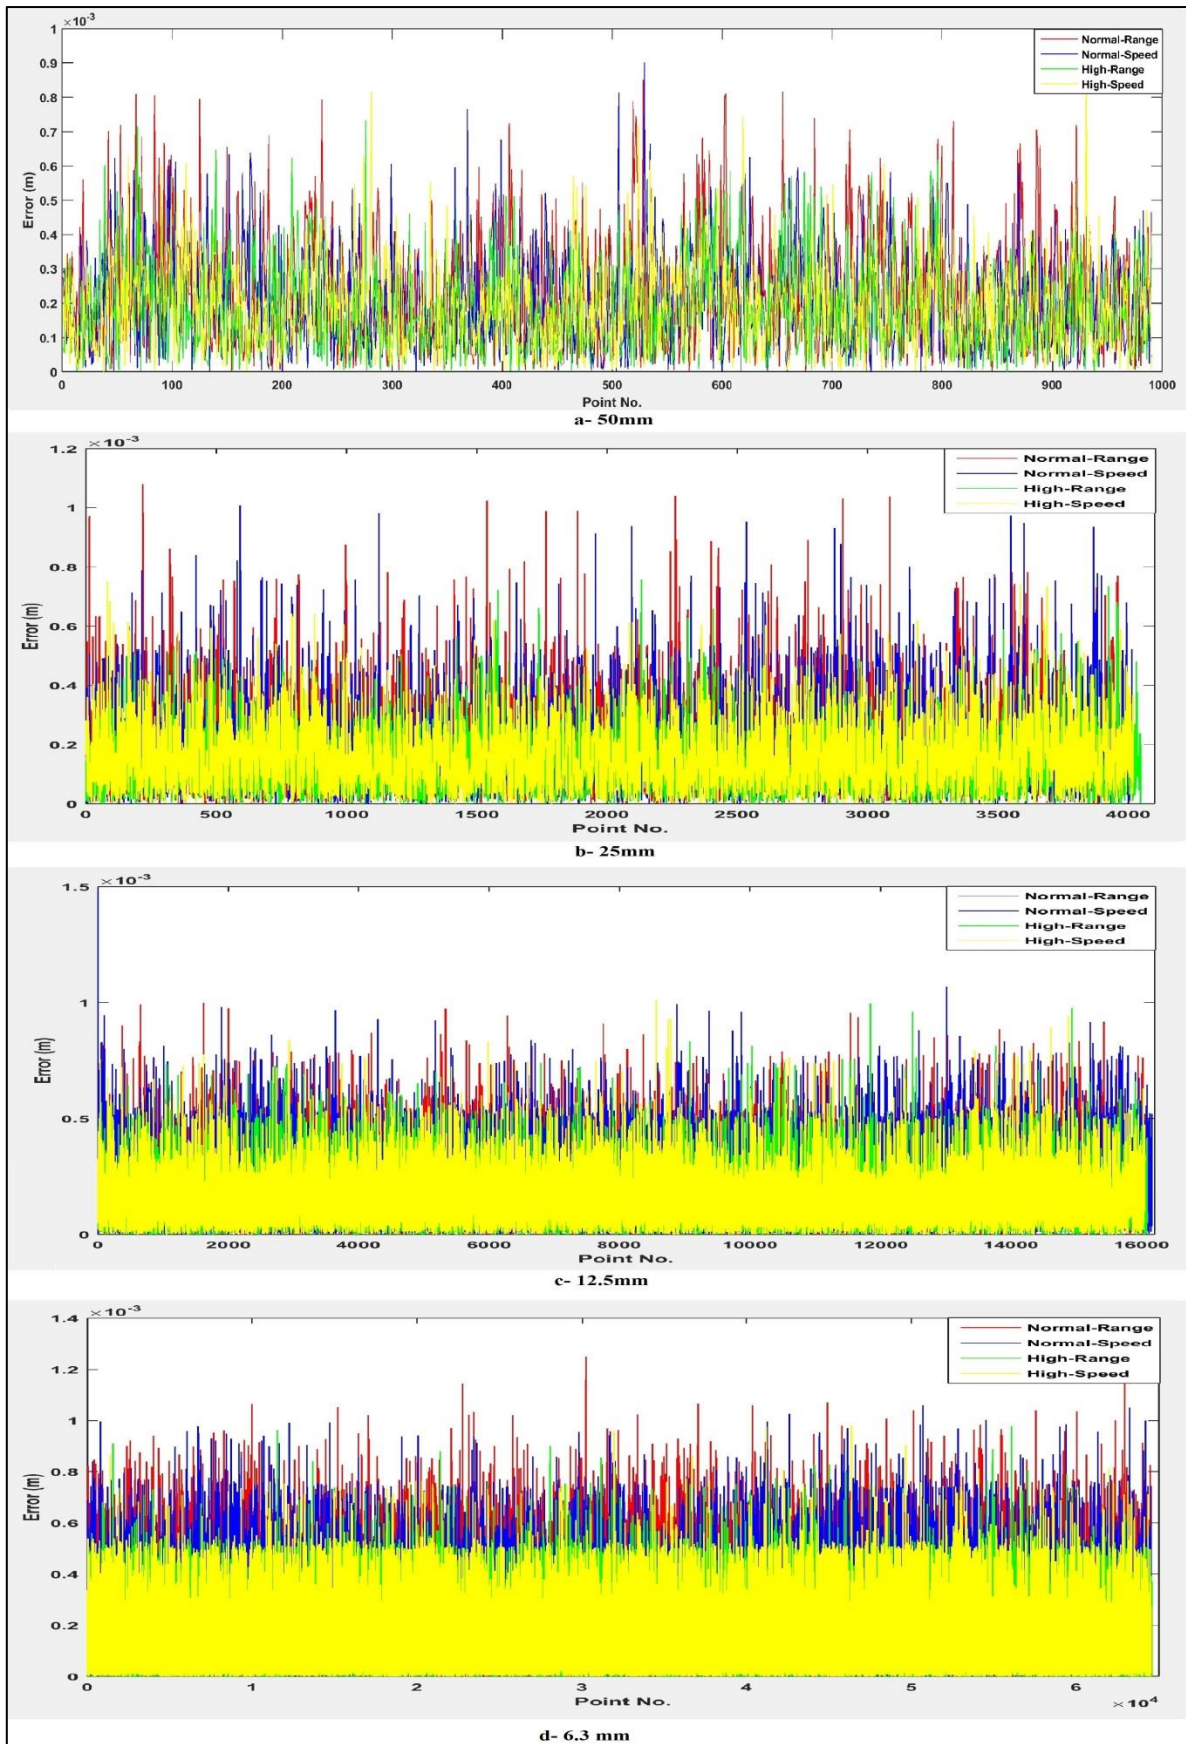 ×10-3
1
0.9
0.8
0.7
0.6
0.5
0.4
0.3
0.2
0.1
0
Error (m)
Normal-Range
Normal-Speed
High-Range
High-Speed
0 100 200 300 400 500 600 700 800 900 1000
Point No.
a- 50mm
×10-3
1.2
1
0.8
0.6
0.4
0.2
0
Error (m)
Normal-Range
Normal-Speed
High-Range
High-Speed
0 500 1000 1500 2000 2500 3000 3500 4000
Point No.
b- 25mm
×10-3
1.5
1
0.5
0
Error (m)
Normal-Range
Normal-Speed
High-Range
High-Speed
0 2000 4000 6000 8000 10000 12000 14000 16000
Point No.
c- 12.5mm
×10-3
1.4
1.2
1
0.8
0.6
0.4
0.2
0
Error (m)
Normal-Range
Normal-Speed
High-Range
High-Speed
0 1 2 3 4 5 6
×104
Point No.
d- 6.3 mm